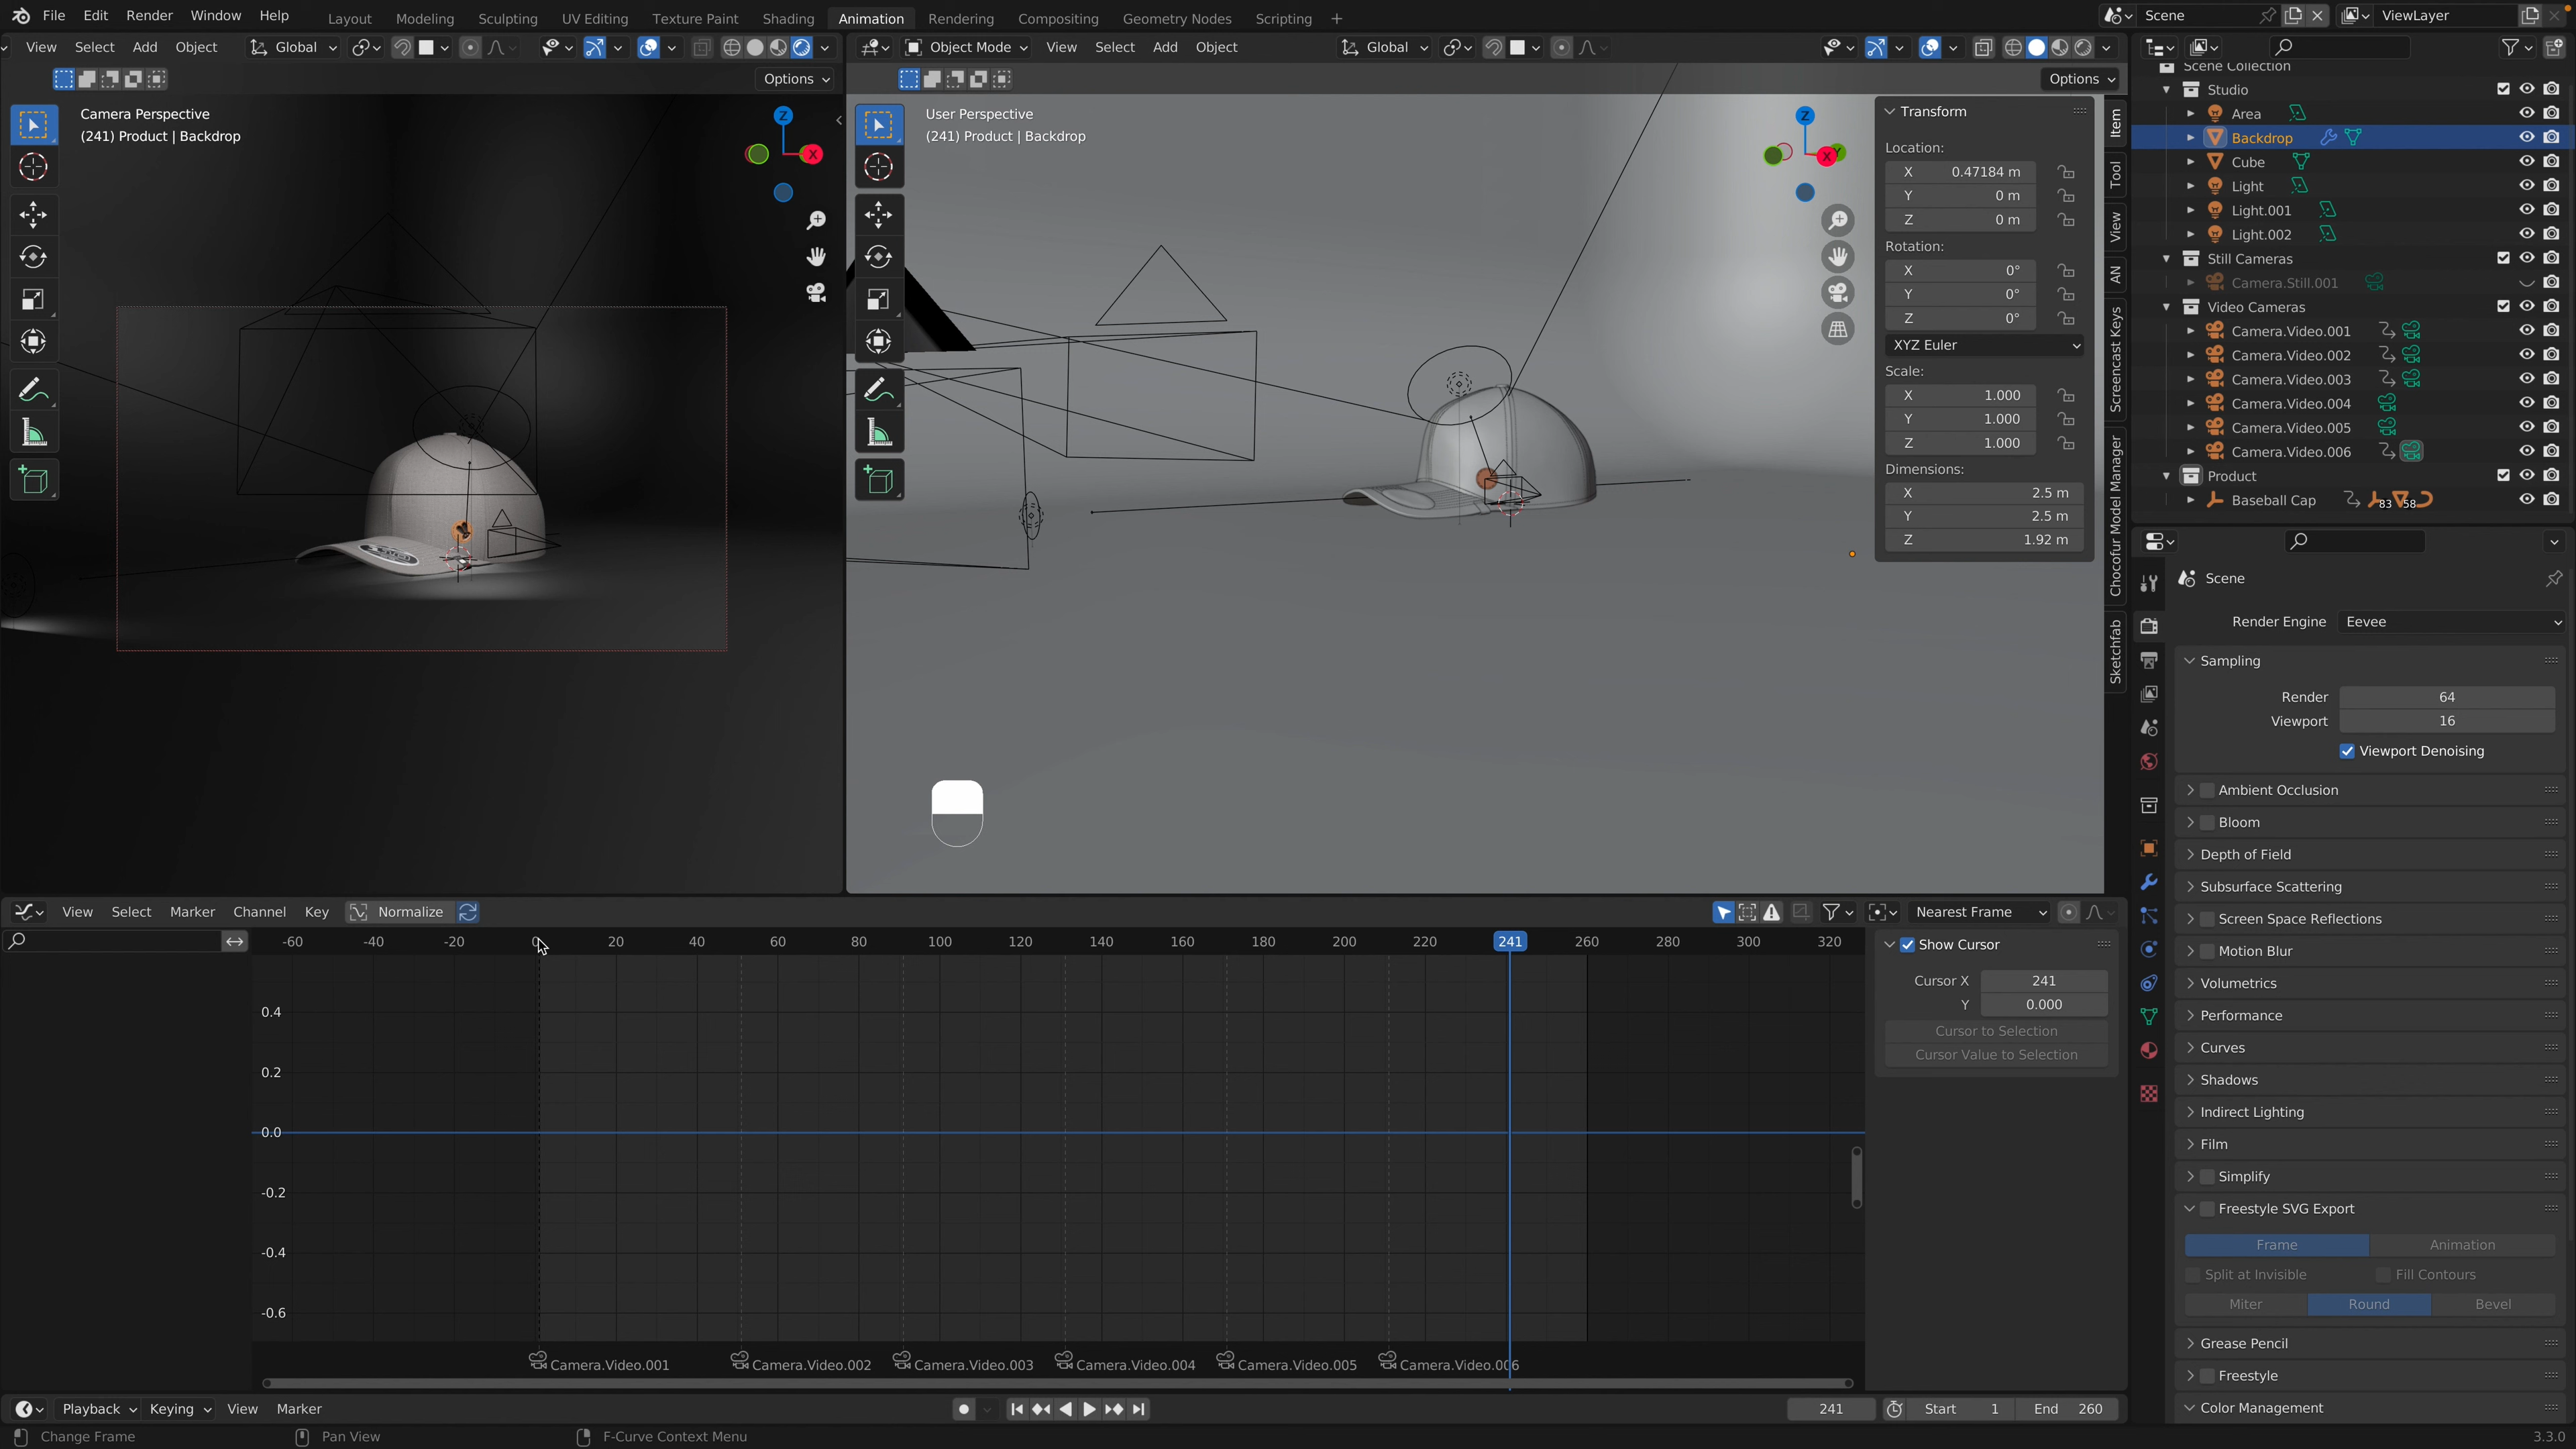 File Edit Render Window Help Layout Modeling Sculpting UV Editing Texture Paint Shading Animation Rendering Compositing Geometry Nodes Scripting + Scene ViewLayer
View Select Add Object Global Object Mode View Select Add Object Global
Options Options
Camera Perspective
(241) Product | Backdrop
User Perspective
(241) Product | Backdrop
Z
X
Z
X
Y
Transform
Location:
X 0.47184 m
Y 0 m
Z 0 m
Rotation:
X 0°
Y 0°
Z 0°
XYZ Euler
Scale:
X 1.000
Y 1.000
Z 1.000
Dimensions:
X 2.5 m
Y 2.5 m
Z 1.92 m
Item
Tool
View
AN
Screencast Keys
Chocofur Model Manager
Sketchfab
Scene Collection
Studio
Area
Backdrop
Cube
Light
Light.001
Light.002
Still Cameras
Camera.Still.001
Video Cameras
Camera.Video.001
Camera.Video.002
Camera.Video.003
Camera.Video.004
Camera.Video.005
Camera.Video.006
Product
Baseball Cap 83 58
Scene
Render Engine Eevee
Sampling
Render 64
Viewport 16
Viewport Denoising
Ambient Occlusion
Bloom
Depth of Field
Subsurface Scattering
Screen Space Reflections
Motion Blur
Volumetrics
Performance
Curves
Shadows
Indirect Lighting
Film
Simplify
Freestyle SVG Export
Frame Animation
Split at Invisible Fill Contours
Miter Round Bevel
Grease Pencil
Freestyle
Color Management
View Select Marker Channel Key Normalize Nearest Frame
-60 -40 -20 0 20 40 60 80 100 120 140 160 180 200 220 241 260 280 300 320
0.4
0.2
0.0
-0.2
-0.4
-0.6
Show Cursor
Cursor X 241
Y 0.000
Cursor to Selection
Cursor Value to Selection
Camera.Video.001 Camera.Video.002 Camera.Video.003 Camera.Video.004 Camera.Video.005 Camera.Video.006
Playback Keying View Marker 241 Start 1 End 260
Change Frame Pan View F-Curve Context Menu 3.3.0